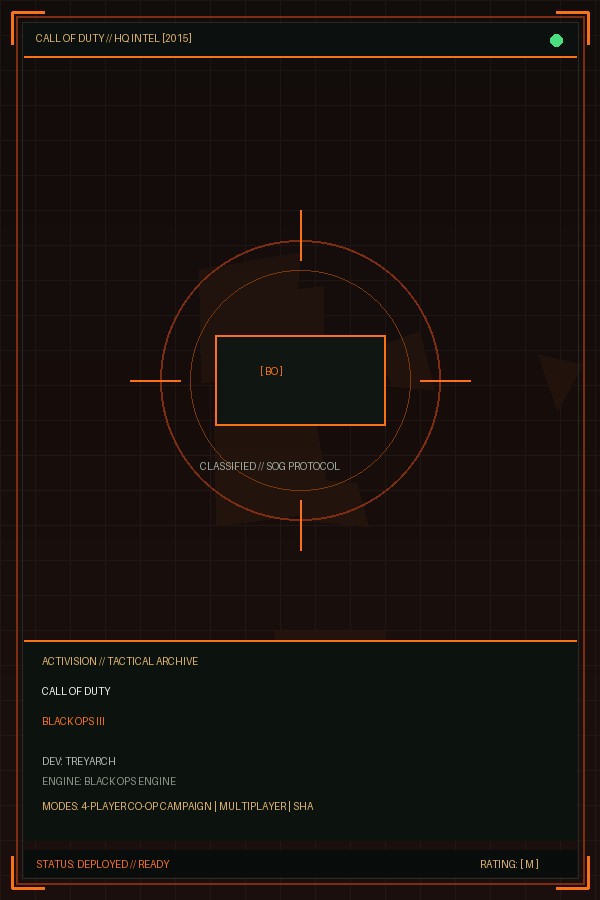 CALL OF DUTY // HQ INTEL [2015]
[ BO ]
CLASSIFIED // SOG PROTOCOL
ACTIVISION // TACTICAL ARCHIVE
CALL OF DUTY
BLACK OPS III
DEV: TREYARCH
ENGINE: BLACK OPS ENGINE
MODES: 4-PLAYER CO-OP CAMPAIGN | MULTIPLAYER | SHA
STATUS: DEPLOYED // READY
RATING: [ M ]